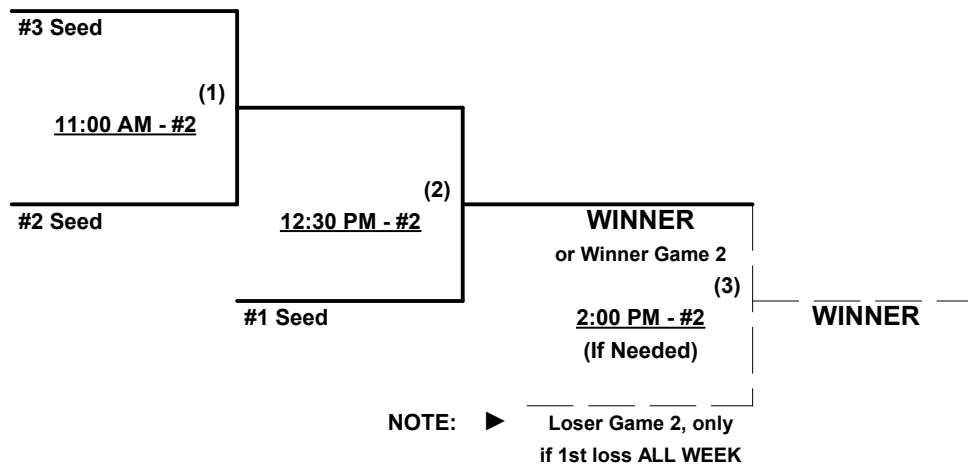 #3 Seed
(1)
11:00 AM - #2
#2 Seed
(2)
12:30 PM - #2
#1 Seed
WINNER
or Winner Game 2
(3)
2:00 PM - #2
(If Needed)
WINNER
NOTE: ► Loser Game 2, only
if 1st loss ALL WEEK